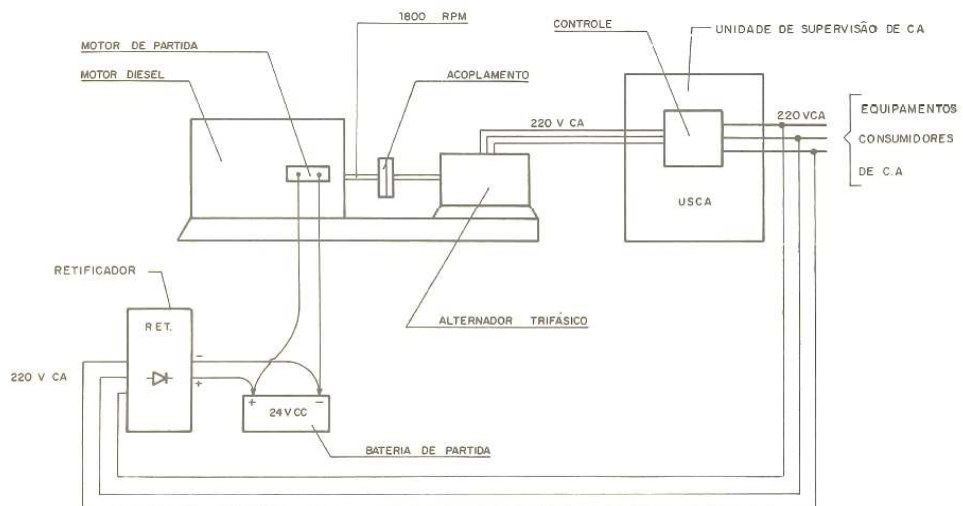 1800 RPM
CONTROLE
UNIDADE DE SUPERVISÃO DE CA
MOTOR DE PARTIDA
MOTOR DIESEL
ACOPLAMENTO
220 V CA
220 VCA
EQUIPAMENTOS
CONSUMIDORES
DE C.A
USCA
RETIFICADOR
RET.
ALTERNADOR TRIFÁSICO
-
+
220 V CA
+ -
24 V CC
BATERIA DE PARTIDA